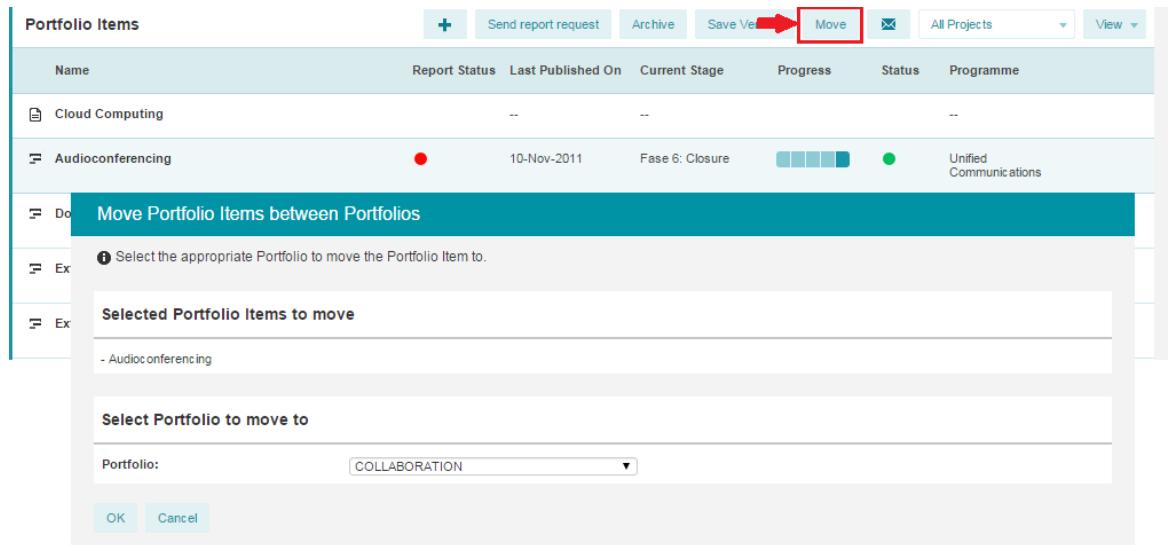 Portfolio Items
Send report request Archive Save Ver Move All Projects View
Name Report Status Last Published On Current Stage Progress Status Programme
Cloud Computing -- -- --
Audioconferencing 10-Nov-2011 Fase 6: Closure Unified
Communications
Do
Move Portfolio Items between Portfolios
Select the appropriate Portfolio to move the Portfolio Item to.
Ex
Selected Portfolio Items to move
Ex
- Audioconferencing
Select Portfolio to move to
Portfolio: COLLABORATION
OK Cancel